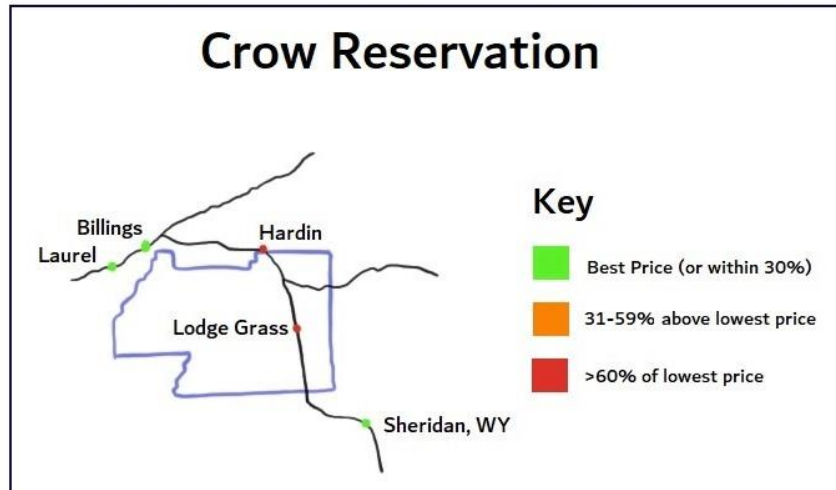 Crow Reservation
Billings
Laurel
Hardin
Lodge Grass
Sheridan, WY
Key
Best Price (or within 30%)
31-59% above lowest price
>60% of lowest price